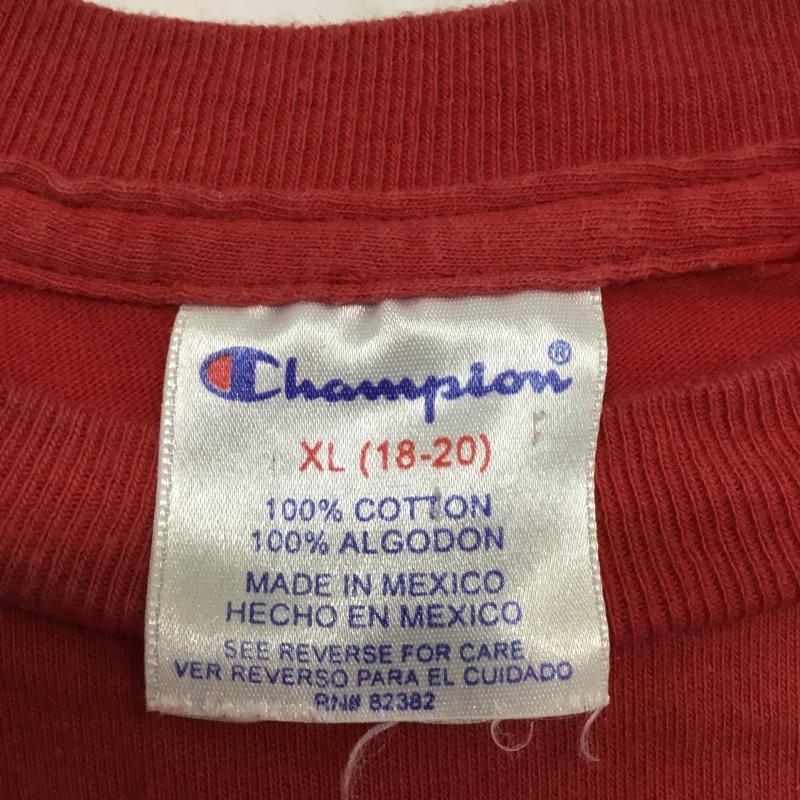 Champion®
XL (18-20)
100% COTTON
100% ALGODON
MADE IN MEXICO
HECHO EN MEXICO
SEE REVERSE FOR CARE
VER REVERSO PARA EL CUIDADO
RN# 82382